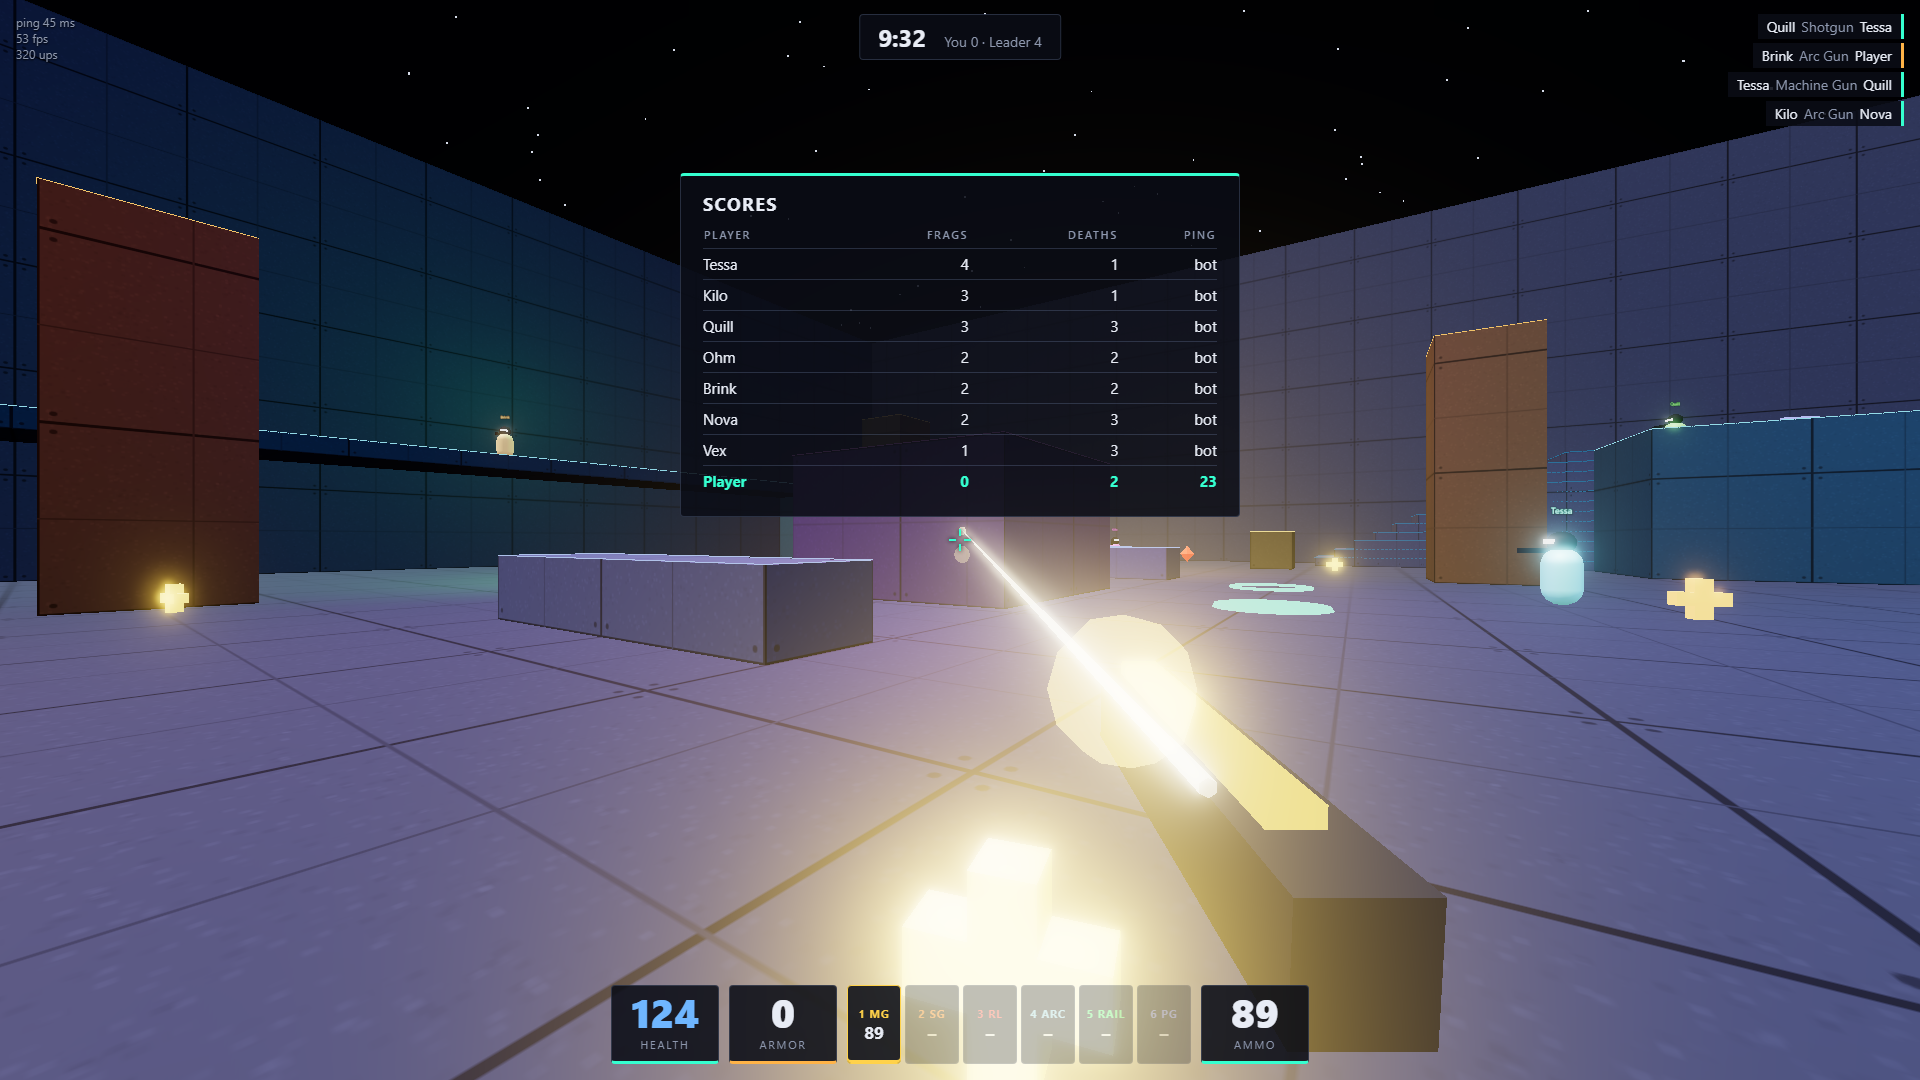 ping 45 ms
53 fps
320 ups
9:32 You 0 · Leader 4
Quill Shotgun Tessa
Brink Arc Gun Player
Tessa Machine Gun Quill
Kilo Arc Gun Nova
SCORES
PLAYER FRAGS DEATHS PING
Tessa 4 1 bot
Kilo 3 1 bot
Quill 3 3 bot
Ohm 2 2 bot
Brink 2 2 bot
Nova 2 3 bot
Vex 1 3 bot
Player 0 2 23
Quill
Tessa
124 HEALTH
0 ARMOR
1 MG 89
2 SG –
3 RL –
4 ARC –
5 RAIL –
6 PG –
89 AMMO